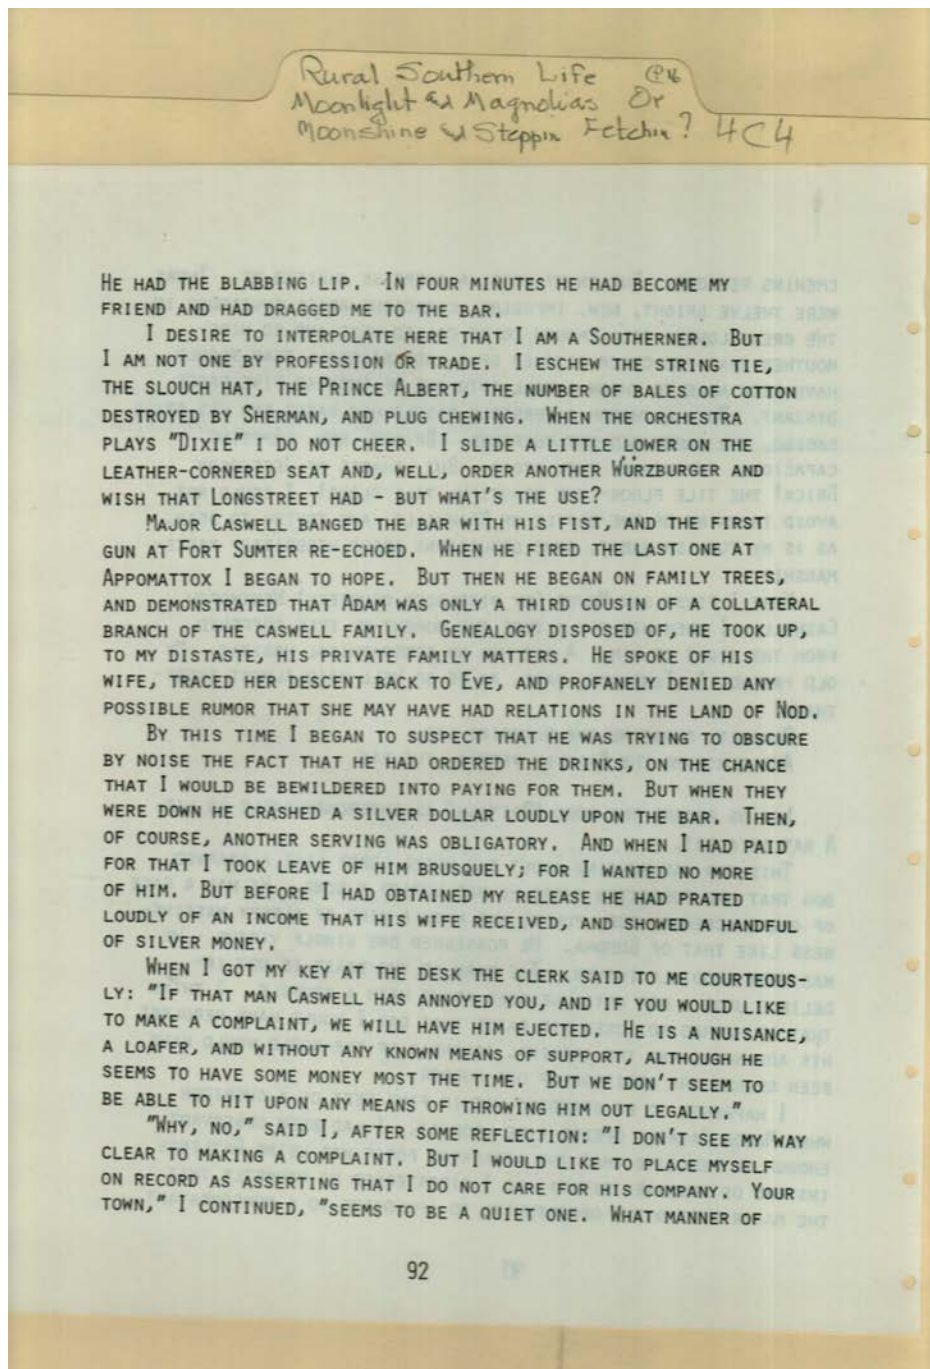 Rural Southern Life
Moonlight and Magnolias Or
Moonshine and Steppin Fetchin? 4C4
HE HAD THE BLABBING LIP. IN FOUR MINUTES HE HAD BECOME MY
FRIEND AND HAD DRAGGED ME TO THE BAR.
I DESIRE TO INTERPOLATE HERE THAT I AM A SOUTHERNER. BUT
I AM NOT ONE BY PROFESSION OR TRADE. I ESCHEW THE STRING TIE,
THE SLOUCH HAT, THE PRINCE ALBERT, THE NUMBER OF BALES OF COTTON
DESTROYED BY SHERMAN, AND PLUG CHEWING. WHEN THE ORCHESTRA
PLAYS "DIXIE" I DO NOT CHEER. I SLIDE A LITTLE LOWER ON THE
LEATHER-CORNERED SEAT AND, WELL, ORDER ANOTHER WÜRZBURGER AND
WISH THAT LONGSTREET HAD - BUT WHAT'S THE USE?
MAJOR CASWELL BANGED THE BAR WITH HIS FIST, AND THE FIRST
GUN AT FORT SUMTER RE-ECHOED. WHEN HE FIRED THE LAST ONE AT
APPOMATTOX I BEGAN TO HOPE. BUT THEN HE BEGAN ON FAMILY TREES,
AND DEMONSTRATED THAT ADAM WAS ONLY A THIRD COUSIN OF A COLLATERAL
BRANCH OF THE CASWELL FAMILY. GENEALOGY DISPOSED OF, HE TOOK UP,
TO MY DISTASTE, HIS PRIVATE FAMILY MATTERS. HE SPOKE OF HIS
WIFE, TRACED HER DESCENT BACK TO EVE, AND PROFANELY DENIED ANY
POSSIBLE RUMOR THAT SHE MAY HAVE HAD RELATIONS IN THE LAND OF NOD.
BY THIS TIME I BEGAN TO SUSPECT THAT HE WAS TRYING TO OBSCURE
BY NOISE THE FACT THAT HE HAD ORDERED THE DRINKS, ON THE CHANCE
THAT I WOULD BE BEWILDERED INTO PAYING FOR THEM. BUT WHEN THEY
WERE DOWN HE CRASHED A SILVER DOLLAR LOUDLY UPON THE BAR. THEN,
OF COURSE, ANOTHER SERVING WAS OBLIGATORY. AND WHEN I HAD PAID
FOR THAT I TOOK LEAVE OF HIM BRUSQUELY; FOR I WANTED NO MORE
OF HIM. BUT BEFORE I HAD OBTAINED MY RELEASE HE HAD PRATED
LOUDLY OF AN INCOME THAT HIS WIFE RECEIVED, AND SHOWED A HANDFUL
OF SILVER MONEY.
WHEN I GOT MY KEY AT THE DESK THE CLERK SAID TO ME COURTEOUS-
LY: "IF THAT MAN CASWELL HAS ANNOYED YOU, AND IF YOU WOULD LIKE
TO MAKE A COMPLAINT, WE WILL HAVE HIM EJECTED. HE IS A NUISANCE,
A LOAFER, AND WITHOUT ANY KNOWN MEANS OF SUPPORT, ALTHOUGH HE
SEEMS TO HAVE SOME MONEY MOST THE TIME. BUT WE DON'T SEEM TO
BE ABLE TO HIT UPON ANY MEANS OF THROWING HIM OUT LEGALLY."
"WHY, NO," SAID I, AFTER SOME REFLECTION: "I DON'T SEE MY WAY
CLEAR TO MAKING A COMPLAINT. BUT I WOULD LIKE TO PLACE MYSELF
ON RECORD AS ASSERTING THAT I DO NOT CARE FOR HIS COMPANY. YOUR
TOWN," I CONTINUED, "SEEMS TO BE A QUIET ONE. WHAT MANNER OF
92